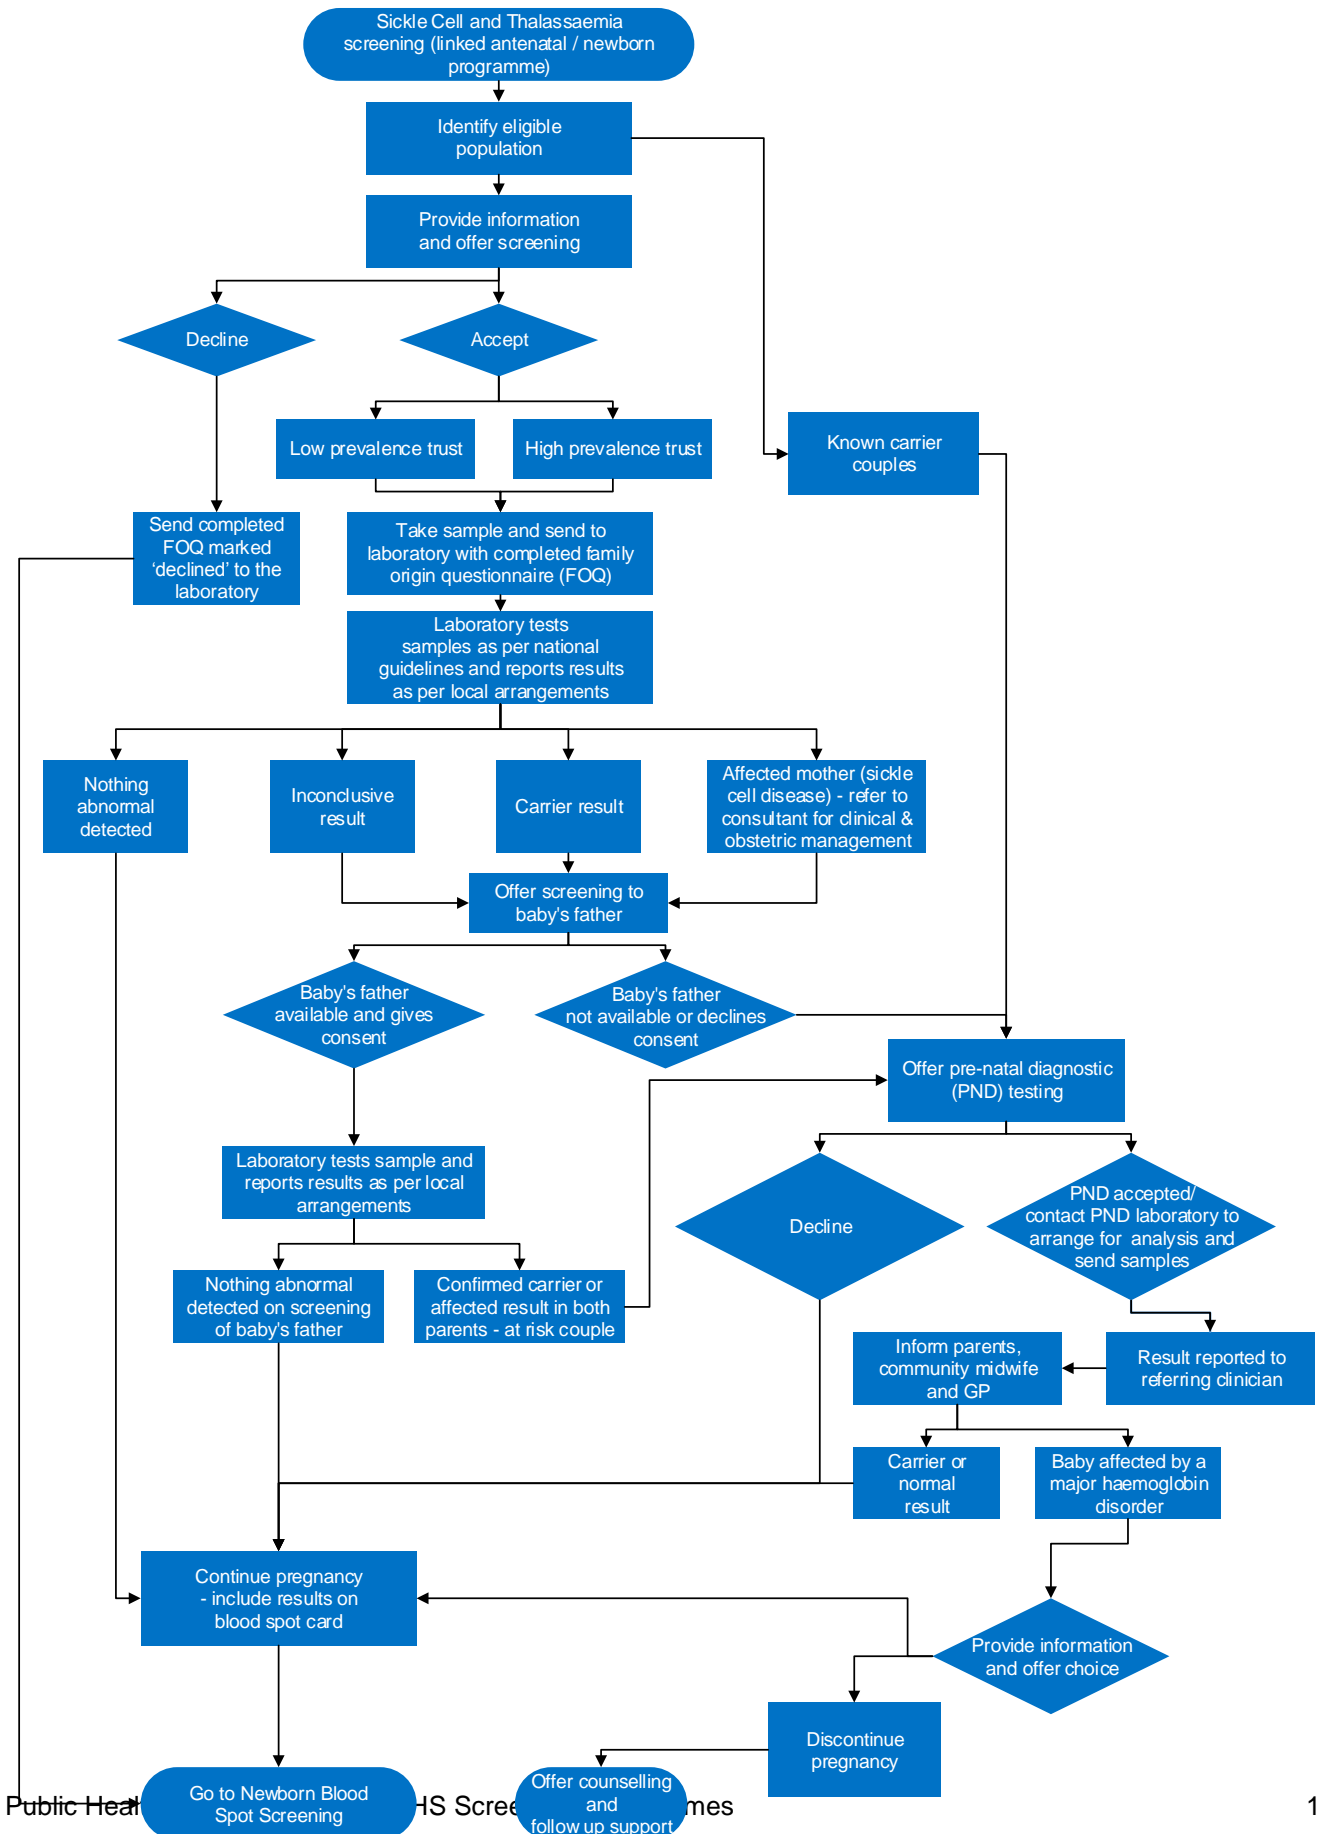 Sickle Cell and Thalassaemia
screening (linked antenatal / newborn
programme)
Identify eligible
population
Provide information
and offer screening
Decline
Accept
Low prevalence trust
High prevalence trust
Known carrier
couples
Send completed
FOQ marked
‘declined’ to the
laboratory
Take sample and send to
laboratory with completed family
origin questionnaire (FOQ)
Laboratory tests
samples as per national
guidelines and reports results
as per local arrangements
Nothing
abnormal
detected
Inconclusive
result
Carrier result
Affected mother (sickle
cell disease) - refer to
consultant for clinical &
obstetric management
Offer screening to
baby's father
Baby's father
available and gives
consent
Baby's father
not available or declines
consent
Offer pre-natal diagnostic
(PND) testing
Laboratory tests sample and
reports results as per local
arrangements
Decline
PND accepted/
contact PND laboratory to
arrange for analysis and
send samples
Nothing abnormal
detected on screening
of baby's father
Confirmed carrier or
affected result in both
parents - at risk couple
Inform parents,
community midwife
and GP
Result reported to
referring clinician
Carrier or
normal
result
Baby affected by a
major haemoglobin
disorder
Continue pregnancy
- include results on
blood spot card
Provide information
and offer choice
Discontinue
pregnancy
Go to Newborn Blood
Spot Screening
Offer counselling
and
follow up support
Public 1